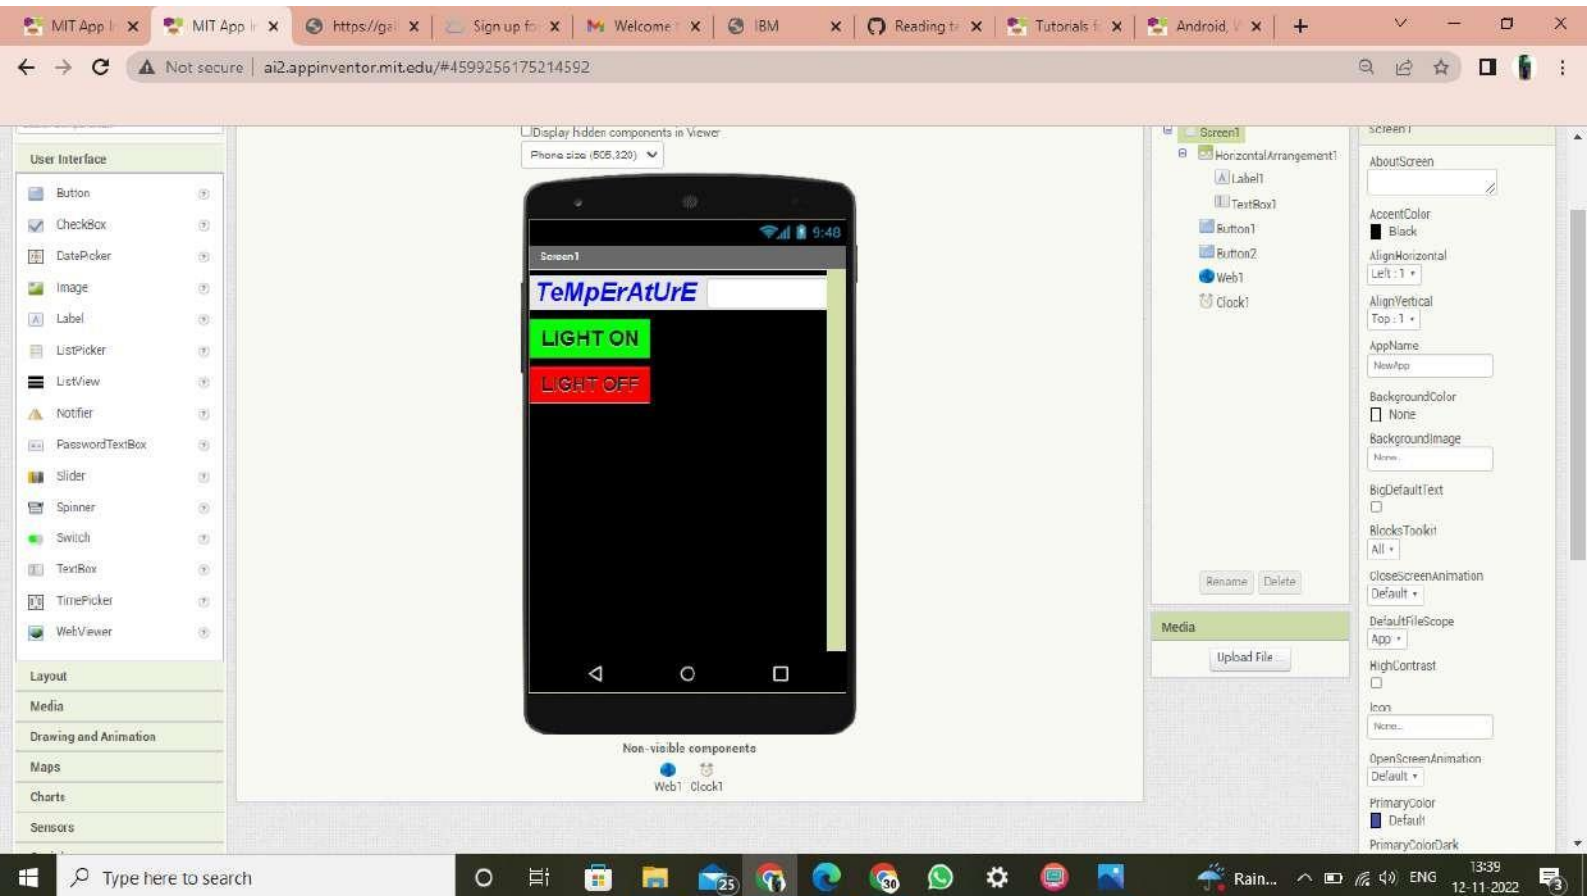 MIT App I
MIT App I
https://gal
Sign up fo
Welcome t
IBM
Reading te
Tutorials f
Android, W
Not secure
ai2.appinventor.mit.edu/#4599256175214592
User Interface
Button
CheckBox
DatePicker
Image
Label
ListPicker
ListView
Notifier
PasswordTextBox
Slider
Spinner
Switch
TextBox
TimePicker
WebViewer
Layout
Media
Drawing and Animation
Maps
Charts
Sensors
Display hidden components in Viewer
Phone size (505,320)
9:48
Screen1
TeMpErAtUrE
LIGHT ON
LIGHT OFF
Non-visible components
Web1 Clock1
Screen1
HorizontalArrangement1
Label1
TextBox1
Button1
Button2
Web1
Clock1
Rename Delete
Media
Upload File ...
Screen1
AboutScreen
AccentColor
Black
AlignHorizontal
Left : 1
AlignVertical
Top : 1
AppName
NewApp
BackgroundColor
None
BackgroundImage
None...
BigDefaultText
BlocksToolkit
All
CloseScreenAnimation
Default
DefaultFileScope
App
HighContrast
Icon
None...
OpenScreenAnimation
Default
PrimaryColor
Default
PrimaryColorDark
Type here to search
25
30
Rain...
ENG
13:39
12-11-2022
3